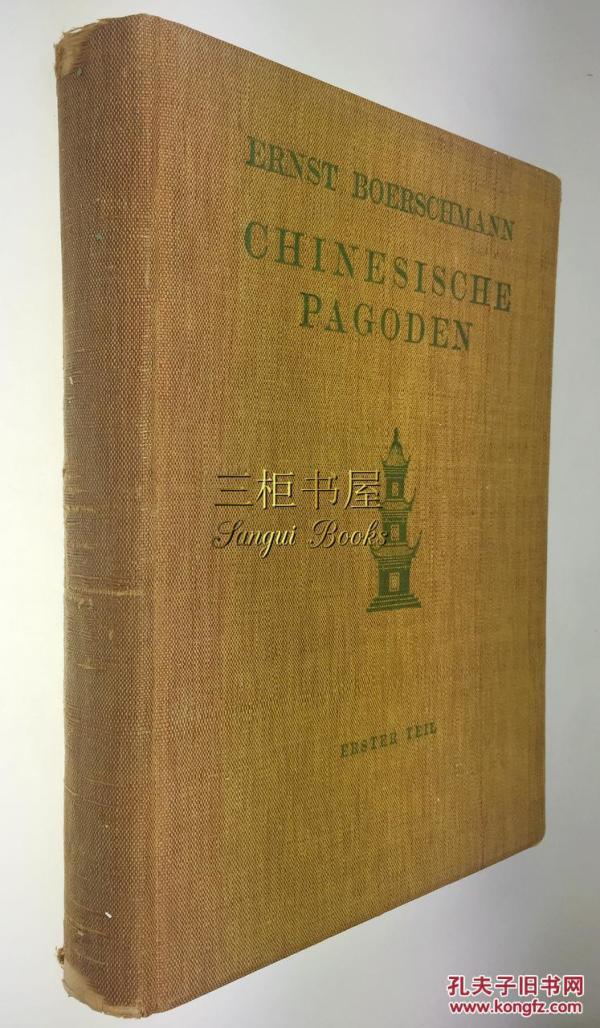 ERNST BOERSCHMANN
CHINESISCHE
PAGODEN
三柜书屋
Sangui Books
ERSTER TEIL
孔夫子旧书网
www.kongfz.com